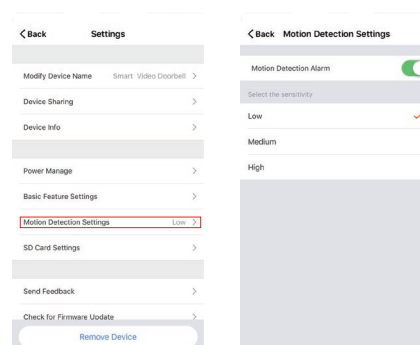 Back Settings
Modify Device Name Smart Video Doorbell
Device Sharing
Device Info
Power Manage
Basic Feature Settings
Motion Detection Settings Low
SD Card Settings
Send Feedback
Check for Firmware Update
Remove Device
Back Motion Detection Settings
Motion Detection Alarm
Select the sensitivity
Low
Medium
High